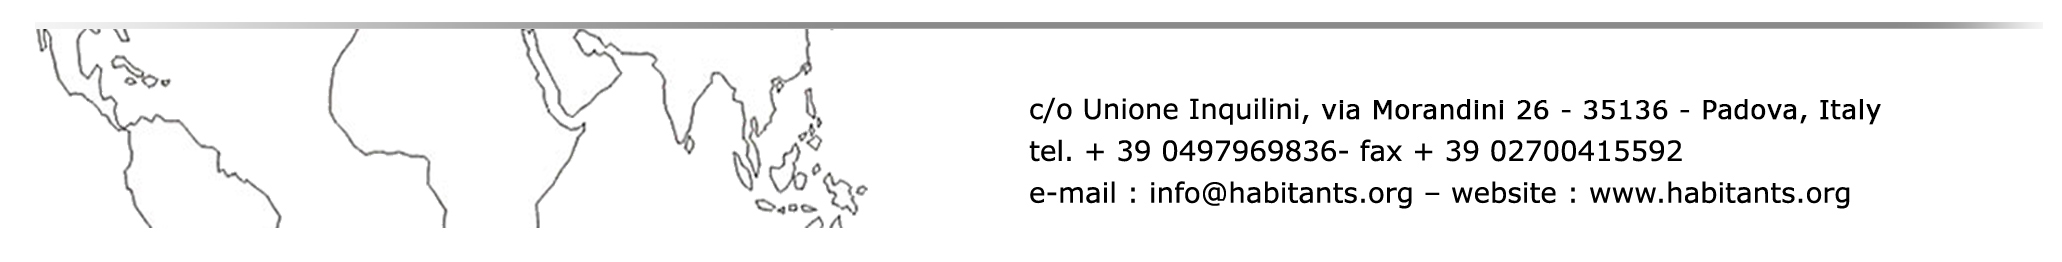 c/o Unione Inquilini, via Morandini 26 - 35136 - Padova, Italy
tel. + 39 0497969836- fax + 39 02700415592
e-mail : info@habitants.org – website : www.habitants.org